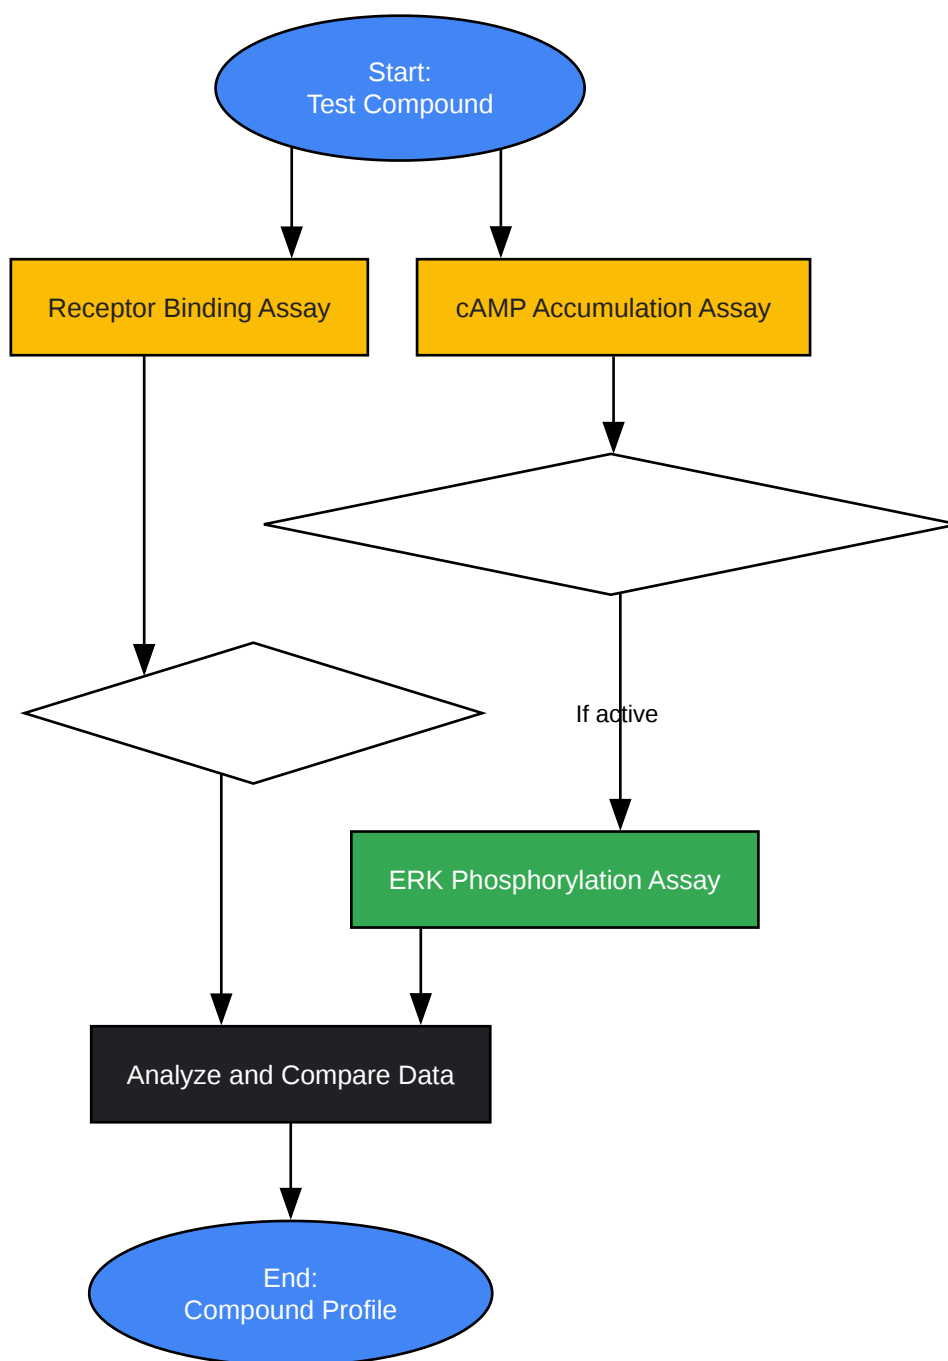 Start:
Test Compound
Receptor Binding Assay
cAMP Accumulation Assay
If active
ERK Phosphorylation Assay
Analyze and Compare Data
End:
Compound Profile